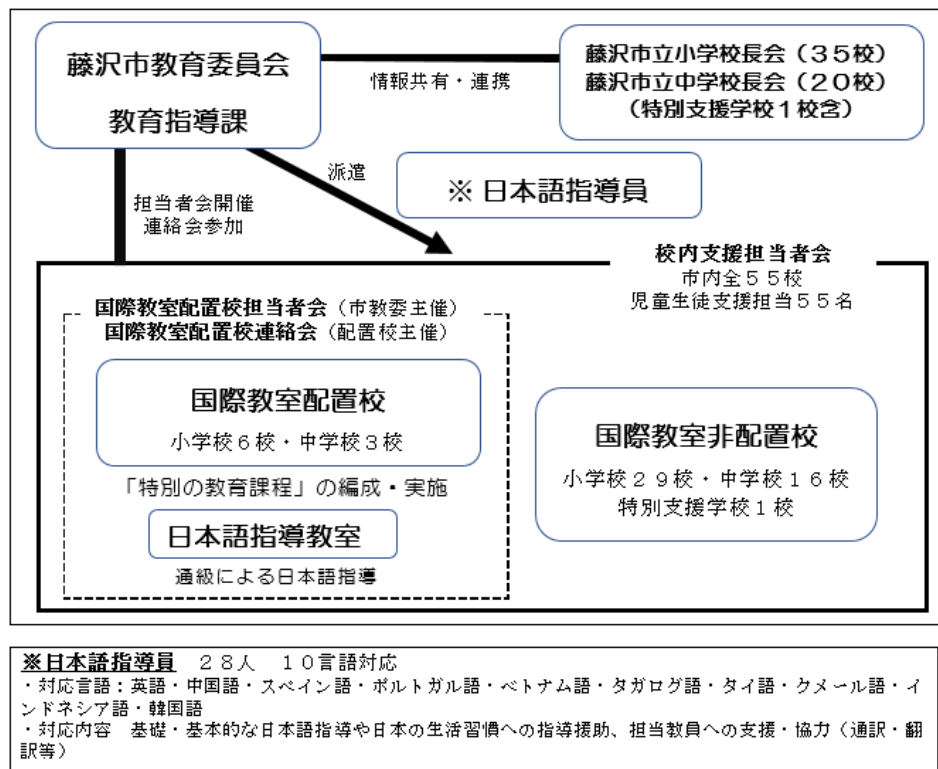 藤沢市教育委員会
教育指導課
情報共有・連携
藤沢市立小学校長会（３５校）
藤沢市立中学校長会（２０校）
（特別支援学校１校含）
派遣
※ 日本語指導員
担当者会開催
連絡会参加
校内支援担当者会
市内全５５校
児童生徒支援担当５５名
国際教室配置校担当者会（市教委主催）
国際教室配置校連絡会（配置校主催）
国際教室配置校
小学校６校・中学校３校
「特別の教育課程」の編成・実施
日本語指導教室
通級による日本語指導
国際教室非配置校
小学校２９校・中学校１６校
特別支援学校１校
※日本語指導員　２８人　１０言語対応
・対応言語：英語・中国語・スペイン語・ポルトガル語・ベトナム語・タガログ語・タイ語・クメール語・イ
ンドネシア語・韓国語
・対応内容　基礎・基本的な日本語指導や日本の生活習慣への指導援助、担当教員への支援・協力（通訳・翻
訳等）